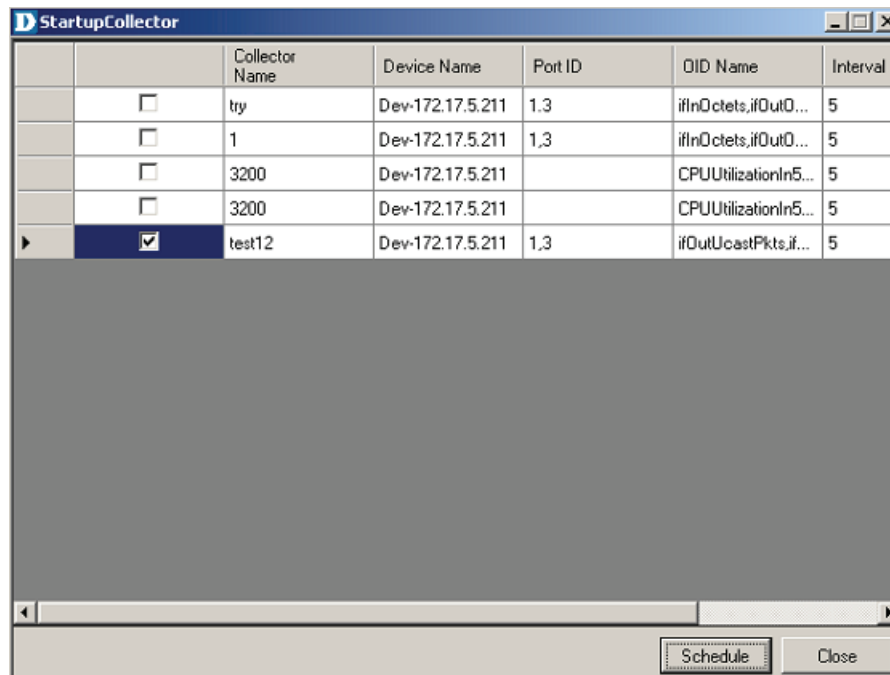 StartupCollector
Collector Name Device Name Port ID OID Name Interval
try Dev-172.17.5.211 1.3 ifInOctets,ifOutO... 5
1 Dev-172.17.5.211 1,3 ifInOctets,ifOutO... 5
3200 Dev-172.17.5.211 CPUUtilizationIn5... 5
3200 Dev-172.17.5.211 CPUUtilizationIn5... 5
test12 Dev-172.17.5.211 1,3 ifOutUcastPkts,if... 5
Schedule Close